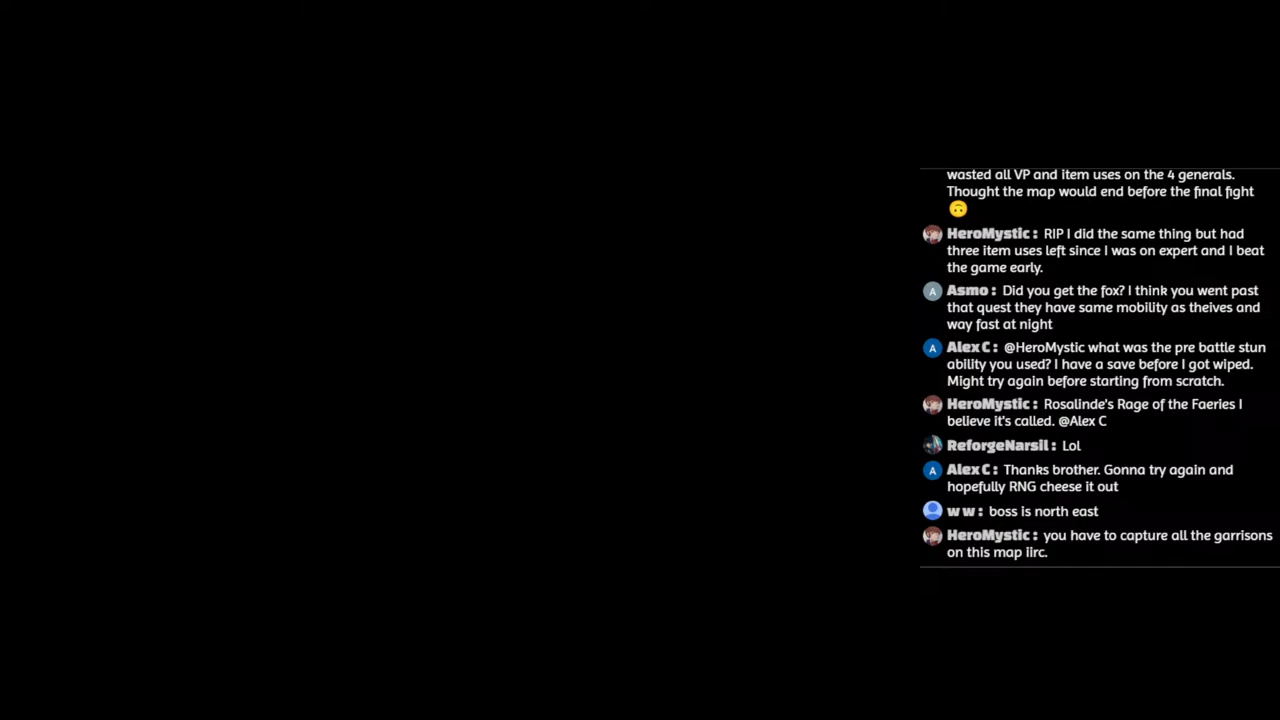 wasted all VP and item uses on the 4 generals.
Thought the map would end before the final fight
🙃
HeroMystic : RIP I did the same thing but had
three item uses left since I was on expert and I beat
the game early.
A Asmo : Did you get the fox? I think you went past
that quest they have same mobility as theives and
way fast at night
A Alex C : @HeroMystic what was the pre battle stun
ability you used? I have a save before I got wiped.
Might try again before starting from scratch.
HeroMystic : Rosalinde's Rage of the Faeries I
believe it's called. @Alex C
ReforgeNarsil : Lol
A Alex C : Thanks brother. Gonna try again and
hopefully RNG cheese it out
w w : boss is north east
HeroMystic : you have to capture all the garrisons
on this map iirc.